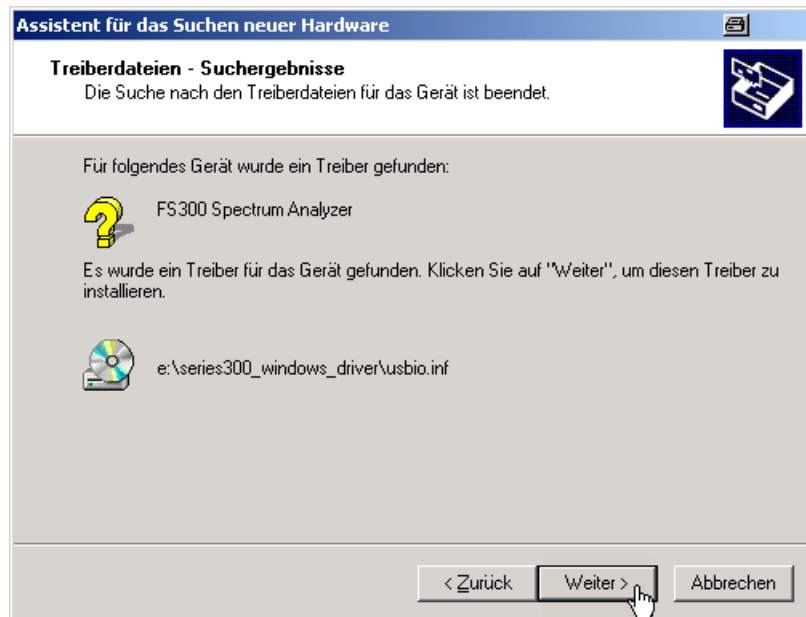 Assistent für das Suchen neuer Hardware
Treiberdateien - Suchergebnisse
Die Suche nach den Treiberdateien für das Gerät ist beendet.
Für folgendes Gerät wurde ein Treiber gefunden:
FS300 Spectrum Analyzer
Es wurde ein Treiber für das Gerät gefunden. Klicken Sie auf "Weiter", um diesen Treiber zu
installieren.
e:\series300_windows_driver\usbio.inf
< Zurück Weiter > Abbrechen